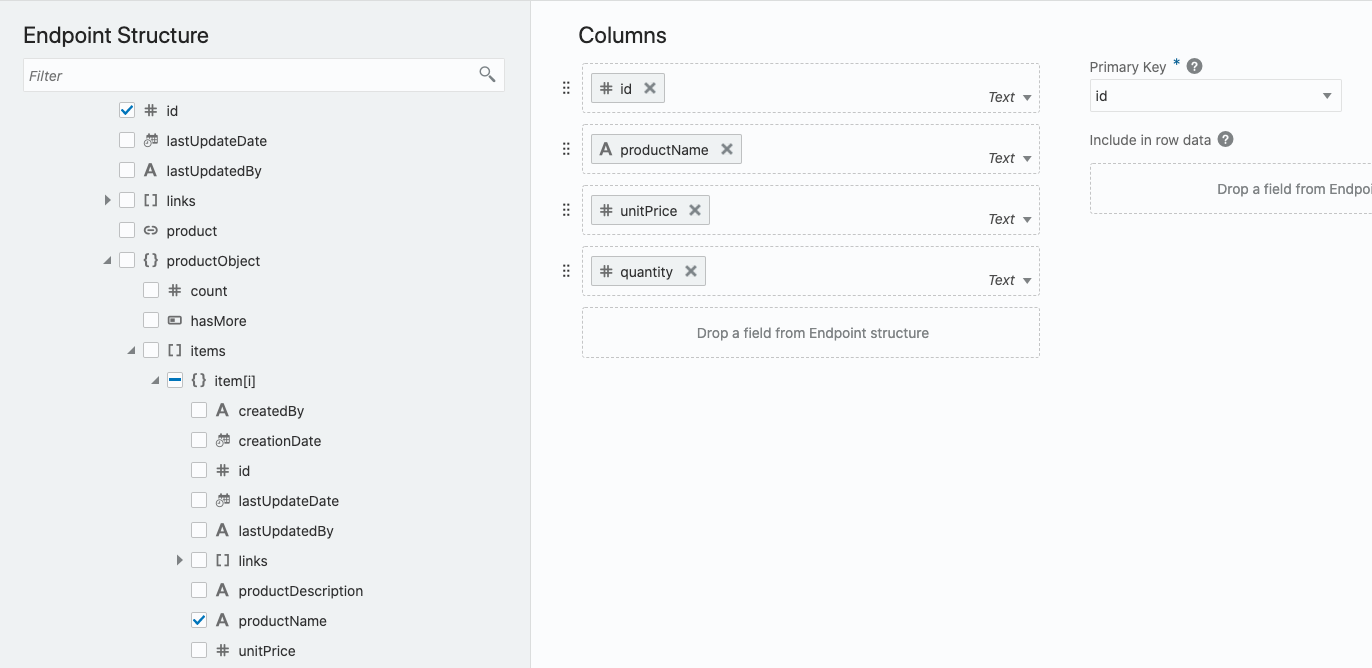 Endpoint Structure
Filter
# id
lastUpdateDate
A lastUpdatedBy
[ ] links
product
{ } productObject
# count
hasMore
[ ] items
{ } item[i]
A createdBy
creationDate
# id
lastUpdateDate
A lastUpdatedBy
[ ] links
A productDescription
A productName
# unitPrice
Columns
# id
Text
A productName
Text
# unitPrice
Text
# quantity
Text
Drop a field from Endpoint structure
Primary Key * ?
id
Include in row data ?
Drop a field from Endpoi